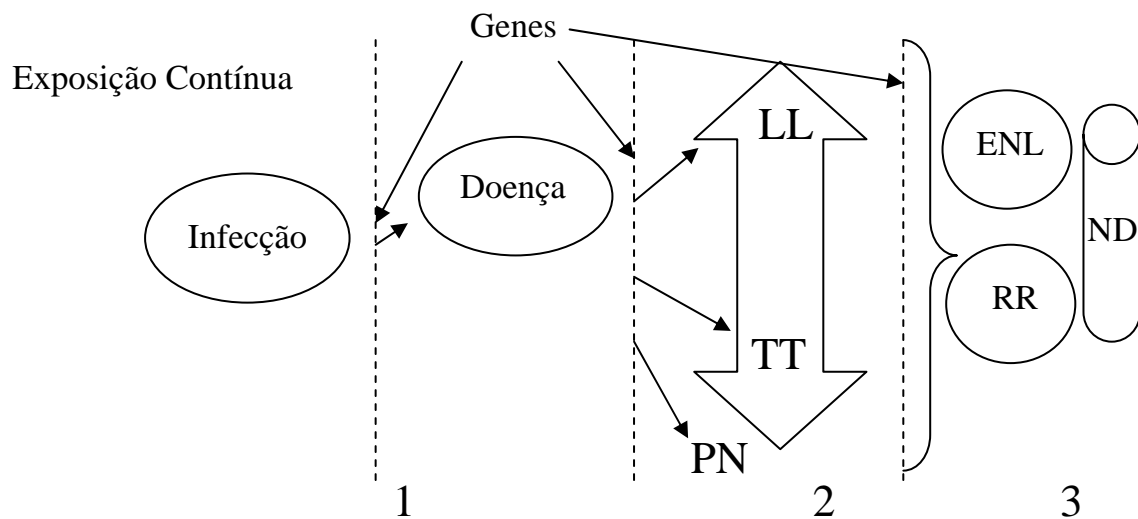 Genes
Exposição Contínua
LL
ENL
Doença
Infecção
ND
RR
TT
PN
1
2
3